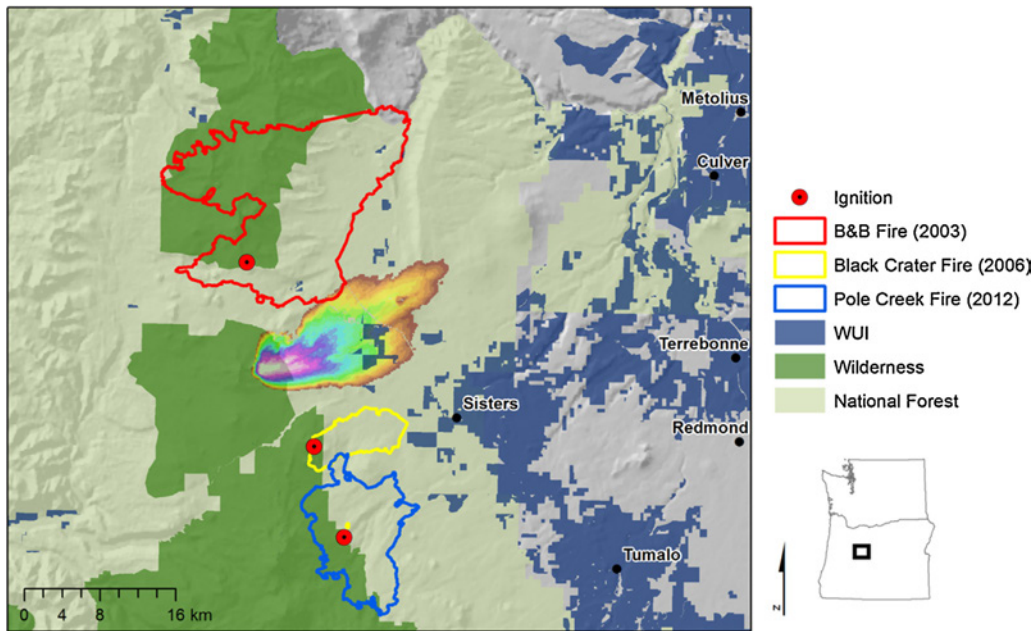 Metolius
Culver
Terrebonne
Sisters
Redmond
Tumalo
0 4 8 16 km
Ignition
B&B Fire (2003)
Black Crater Fire (2006)
Pole Creek Fire (2012)
WUI
Wilderness
National Forest
N